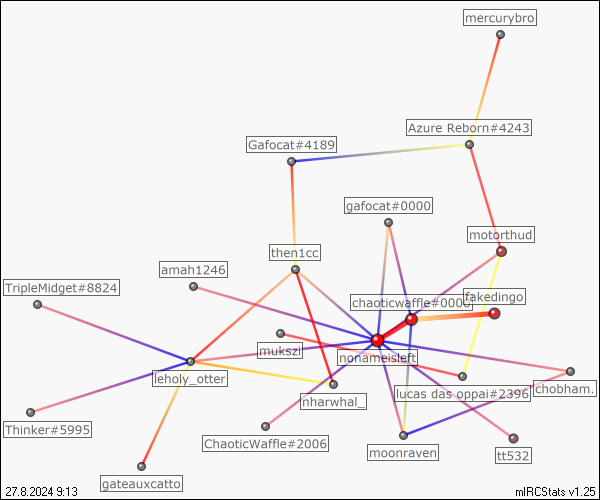 mercurybro
Azure Reborn#4243
Gafocat#4189
gafocat#0000
motorthud
then1cc
amah1246
TripleMidget#8824
chaoticwaffle#0000
fakedingo
mukszi
nonameisleft
leholy_otter
lucas das oppai#2396
chobham.
nharwhal_
Thinker#5995
ChaoticWaffle#2006
moonraven
tt532
gateauxcatto
27.8.2024 9:13
mIRCStats v1.25